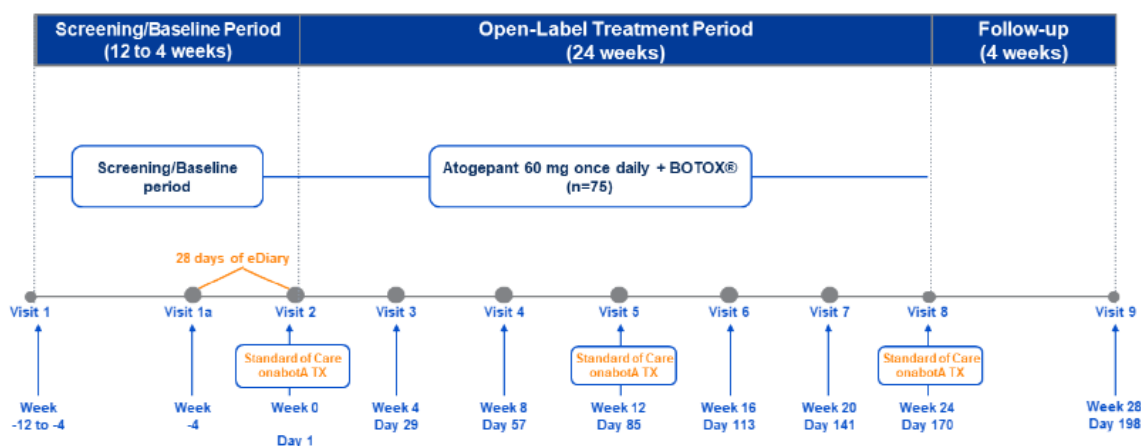 Screening/Baseline Period
(12 to 4 weeks)
Open-Label Treatment Period
(24 weeks)
Follow-up
(4 weeks)
Screening/Baseline
period
Atogepant 60 mg once daily + BOTOX®
(n=75)
28 days of eDiary
Visit 1
Visit 1a
Visit 2
Visit 3
Visit 4
Visit 5
Visit 6
Visit 7
Visit 8
Visit 9
Standard of Care
onabotA TX
Standard of Care
onabotA TX
Standard of Care
onabotA TX
Week
-12 to -4
Week
-4
Week 0
Day 1
Week 4
Day 29
Week 8
Day 57
Week 12
Day 85
Week 16
Day 113
Week 20
Day 141
Week 24
Day 170
Week 28
Day 198